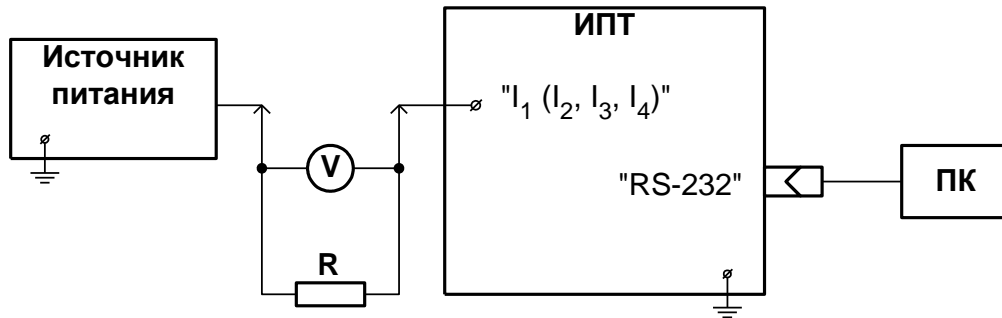 Источник
питания
V
R
ИПТ
"I₁ (I₂, I₃, I₄)"
"RS-232"
ПК